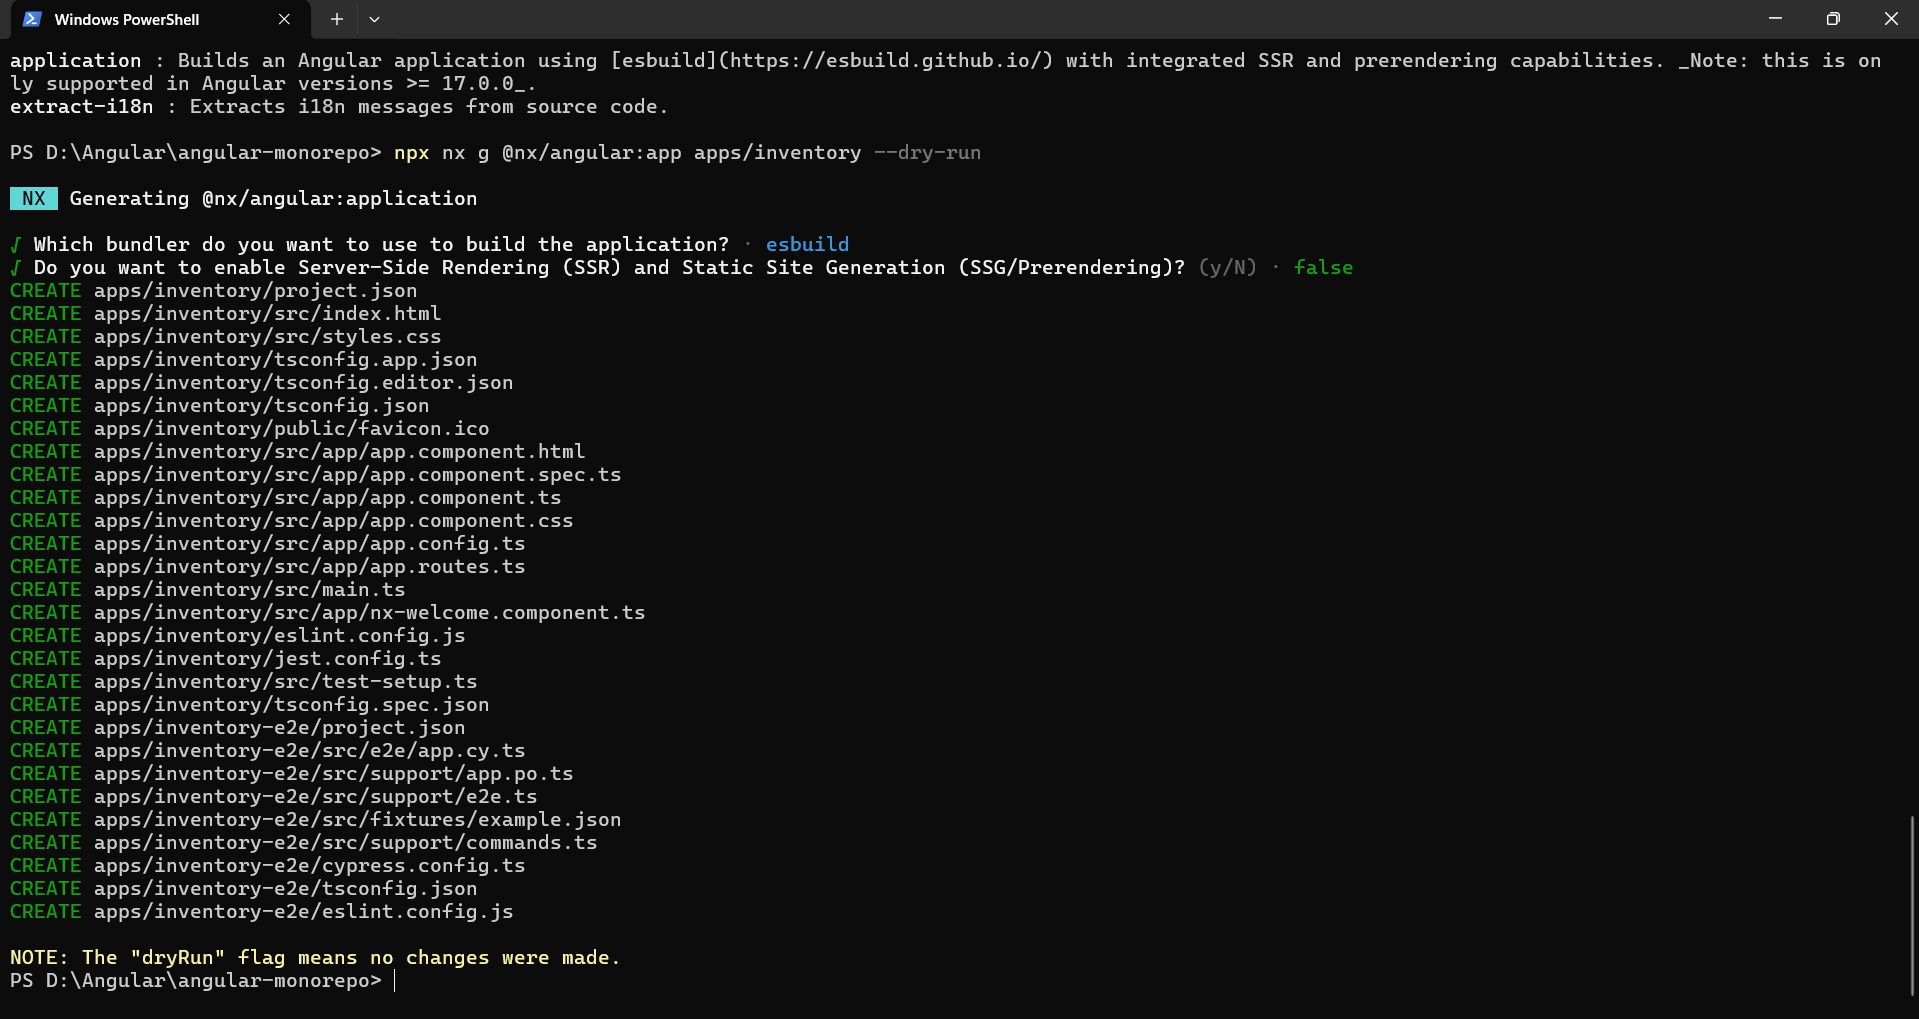 Windows PowerShell
application : Builds an Angular application using [esbuild](https://esbuild.github.io/) with integrated SSR and prerendering capabilities. _Note: this is on
ly supported in Angular versions >= 17.0.0_.
extract-i18n : Extracts i18n messages from source code.
PS D:\Angular\angular-monorepo> npx nx g @nx/angular:app apps/inventory --dry-run
NX Generating @nx/angular:application
√ Which bundler do you want to use to build the application? · esbuild
√ Do you want to enable Server-Side Rendering (SSR) and Static Site Generation (SSG/Prerendering)? (y/N) · false
CREATE apps/inventory/project.json
CREATE apps/inventory/src/index.html
CREATE apps/inventory/src/styles.css
CREATE apps/inventory/tsconfig.app.json
CREATE apps/inventory/tsconfig.editor.json
CREATE apps/inventory/tsconfig.json
CREATE apps/inventory/public/favicon.ico
CREATE apps/inventory/src/app/app.component.html
CREATE apps/inventory/src/app/app.component.spec.ts
CREATE apps/inventory/src/app/app.component.ts
CREATE apps/inventory/src/app/app.component.css
CREATE apps/inventory/src/app/app.config.ts
CREATE apps/inventory/src/app/app.routes.ts
CREATE apps/inventory/src/main.ts
CREATE apps/inventory/src/app/nx-welcome.component.ts
CREATE apps/inventory/eslint.config.js
CREATE apps/inventory/jest.config.ts
CREATE apps/inventory/src/test-setup.ts
CREATE apps/inventory/tsconfig.spec.json
CREATE apps/inventory-e2e/project.json
CREATE apps/inventory-e2e/src/e2e/app.cy.ts
CREATE apps/inventory-e2e/src/support/app.po.ts
CREATE apps/inventory-e2e/src/support/e2e.ts
CREATE apps/inventory-e2e/src/fixtures/example.json
CREATE apps/inventory-e2e/src/support/commands.ts
CREATE apps/inventory-e2e/cypress.config.ts
CREATE apps/inventory-e2e/tsconfig.json
CREATE apps/inventory-e2e/eslint.config.js
NOTE: The "dryRun" flag means no changes were made.
PS D:\Angular\angular-monorepo>